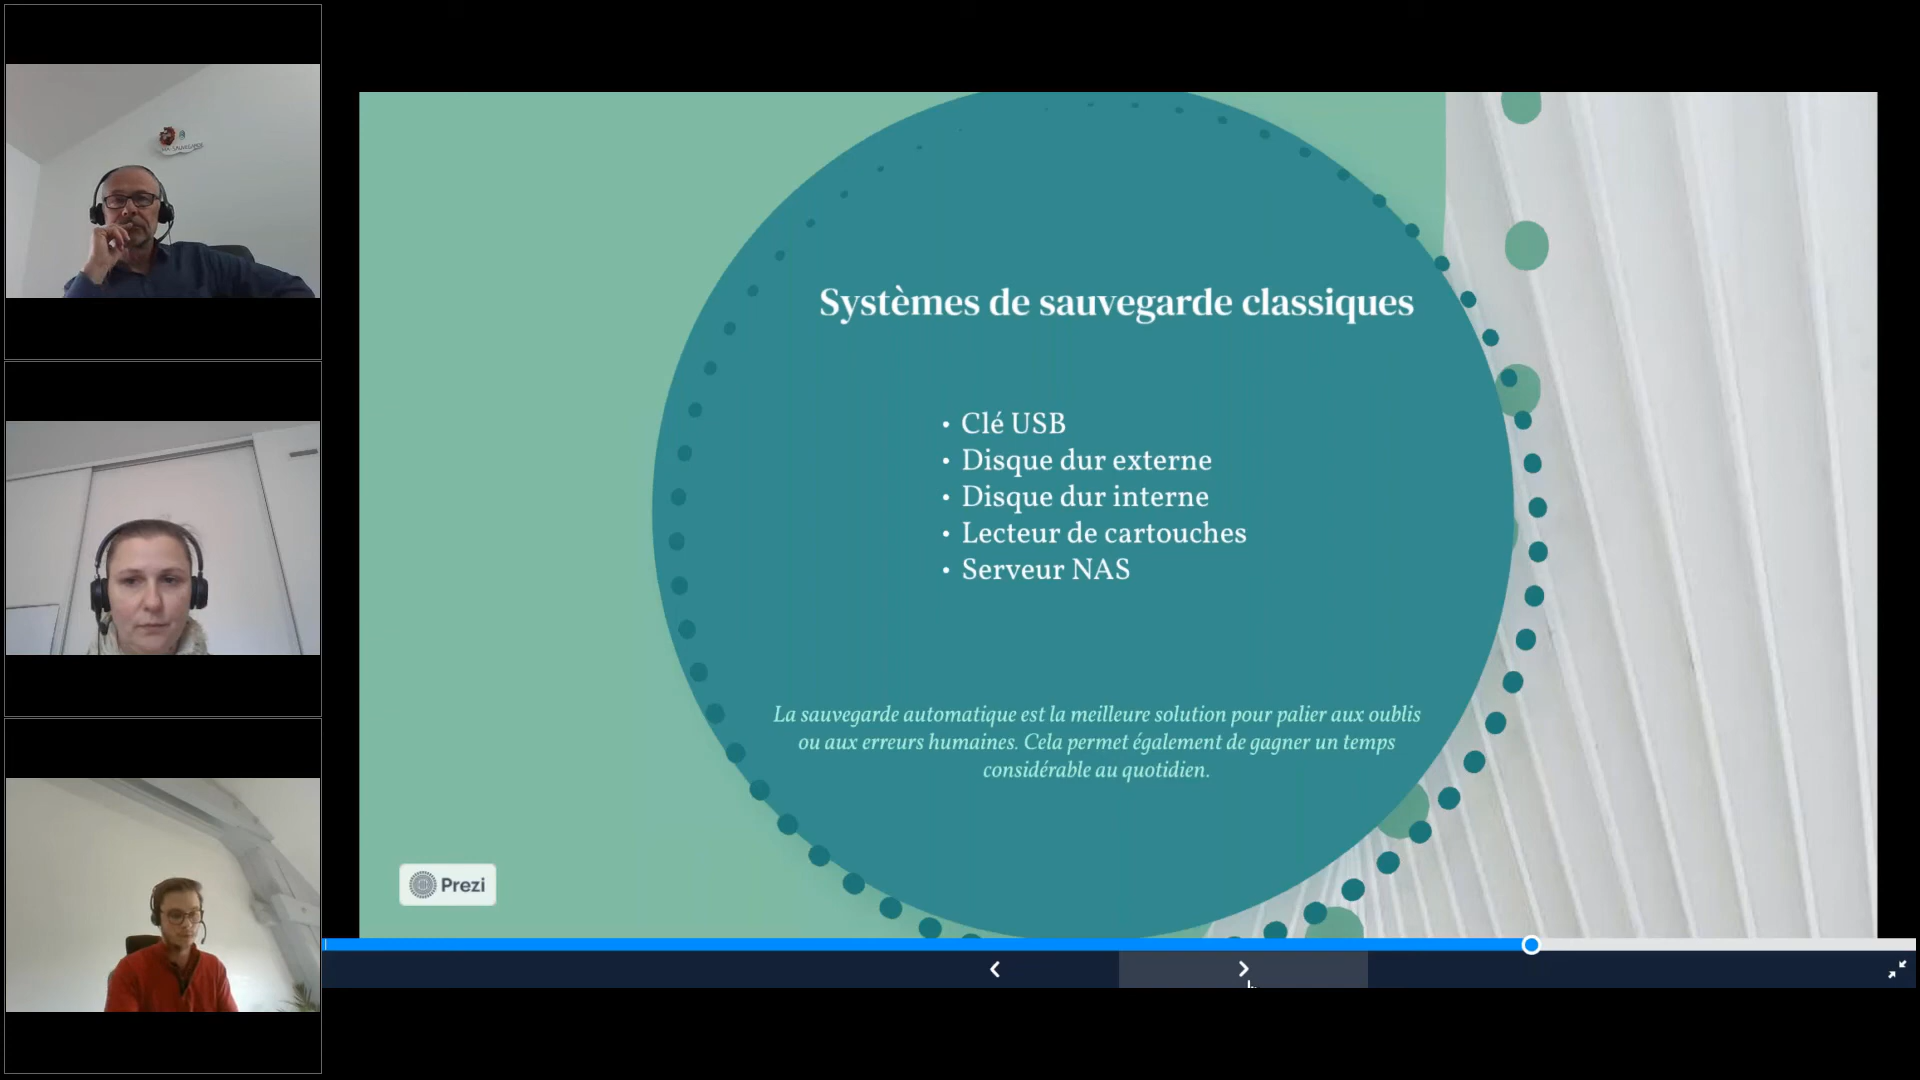 Systèmes de sauvegarde classiques
• Clé USB
• Disque dur externe
• Disque dur interne
• Lecteur de cartouches
• Serveur NAS
La sauvegarde automatique est la meilleure solution pour palier aux oublis
ou aux erreurs humaines. Cela permet également de gagner un temps
considérable au quotidien.
Prezi